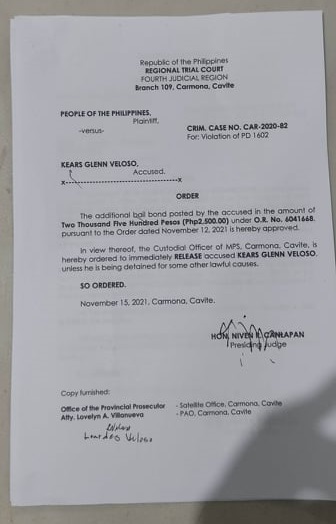 Republic of the Philippines
REGIONAL TRIAL COURT
FOURTH JUDICIAL REGION
Branch 109, Carmona, Cavite
PEOPLE OF THE PHILIPPINES,
Plaintiff,
-versus-
CRIM. CASE NO. CAR-2020-82
For: Violation of PD 1602
KEARS GLENN VELOSO,
Accused.
x-----------------------------x
ORDER
The additional bail bond posted by the accused in the amount of
Two Thousand Five Hundred Pesos (Php2,500.00) under O.R. No. 6041668,
pursuant to the Order dated November 12, 2021 is hereby approved.
In view thereof, the Custodial Officer of MPS, Carmona, Cavite, is
hereby ordered to immediately RELEASE accused KEARS GLENN VELOSO,
unless he is being detained for some other lawful causes.
SO ORDERED.
November 15, 2021, Carmona, Cavite.
HON. NIVEN R. CANLAPAN
Presiding Judge
Copy furnished:
Office of the Provincial Prosecutor - Satellite Office, Carmona, Cavite
Atty. Lovelyn A. Villanueva - PAO, Carmona, Cavite
Lourdes Veloso